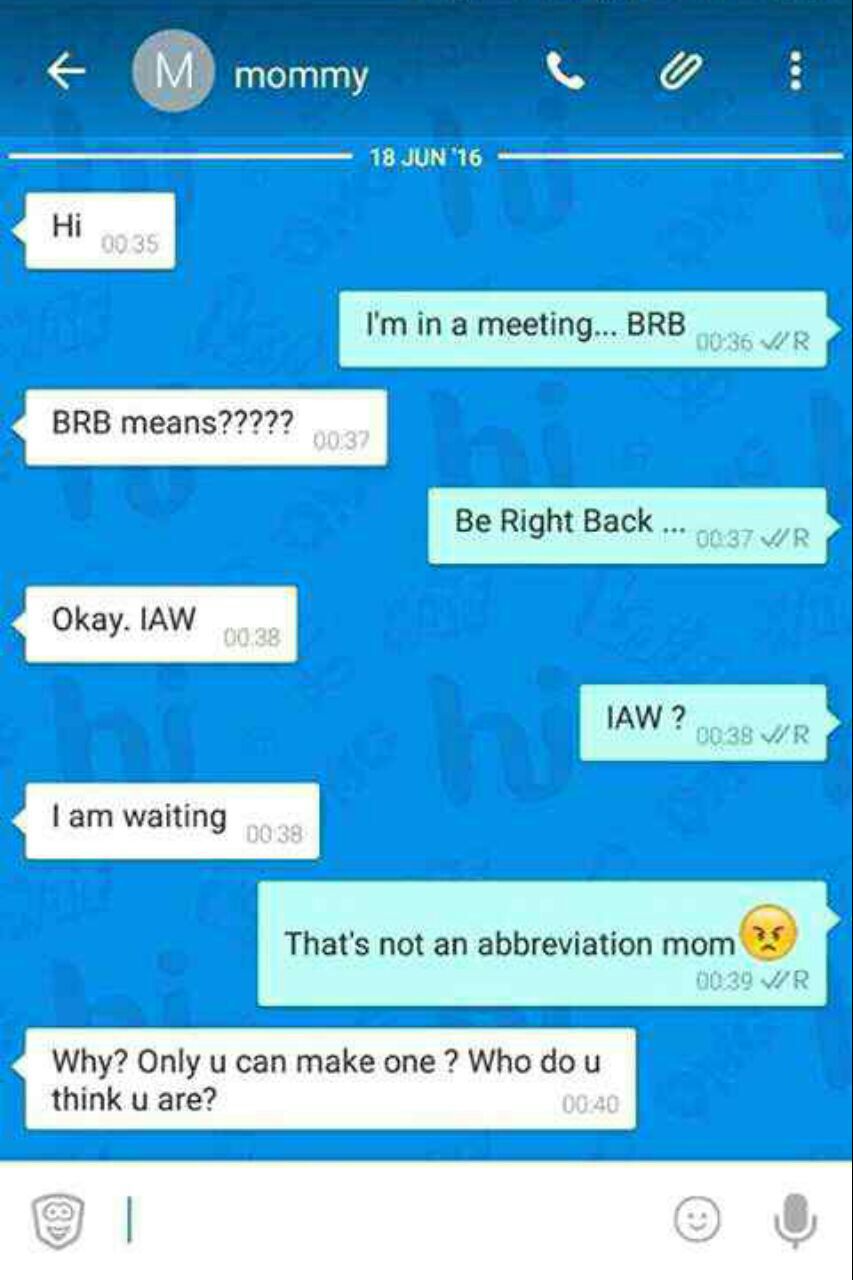 M mommy
18 JUN '16
Hi 00:35
I'm in a meeting... BRB 00:36 R
BRB means????? 00:37
Be Right Back ... 00:37 R
Okay. IAW 00:38
IAW ? 00:38 R
I am waiting 00:38
That's not an abbreviation mom😠
00:39 R
Why? Only u can make one ? Who do u
think u are? 00:40